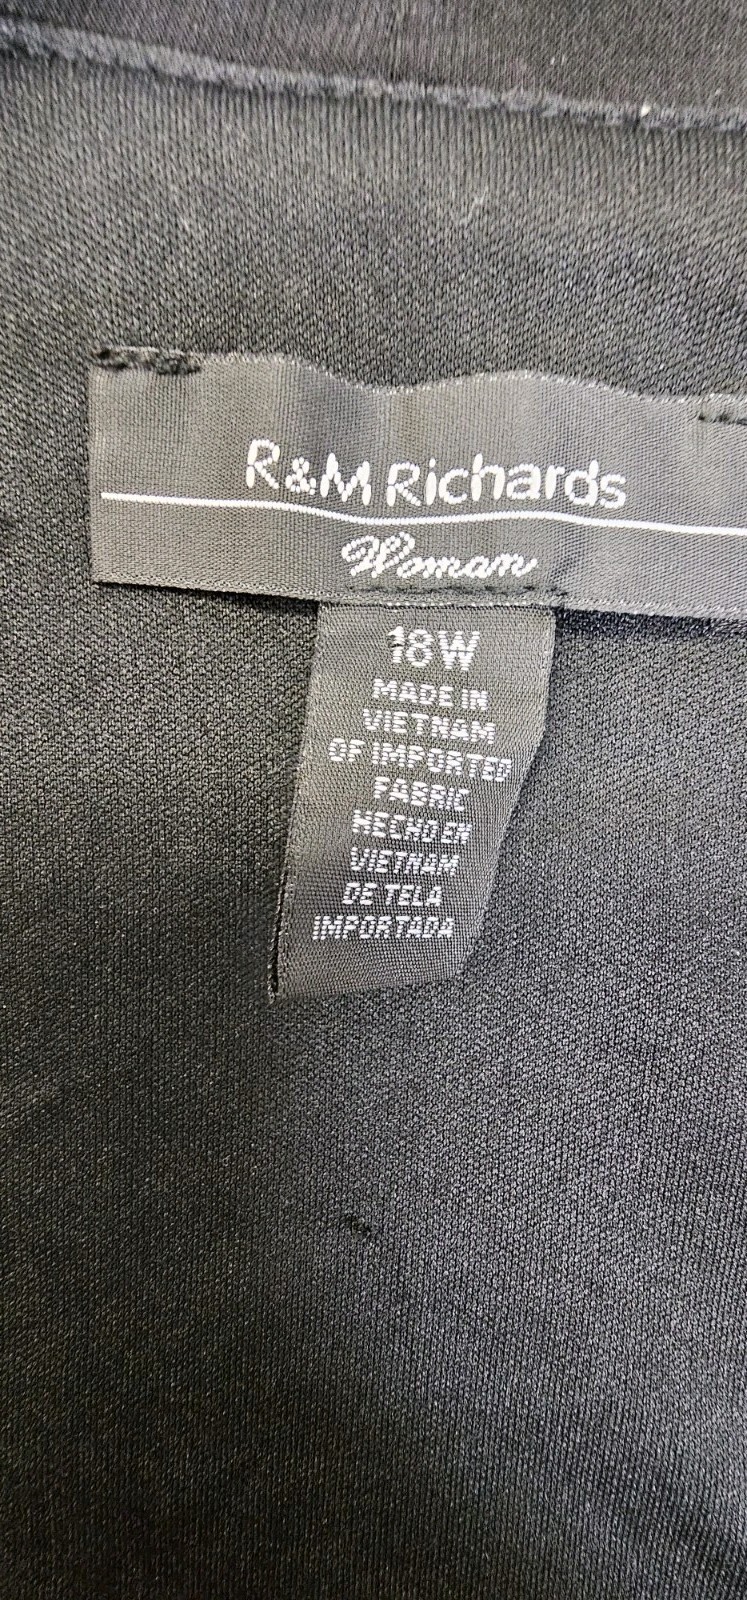 R&M Richards
Woman
18W
MADE IN
VIETNAM
OF IMPORTED
FABRIC
HECHO EN
VIETNAM
DE TELA
IMPORTADA